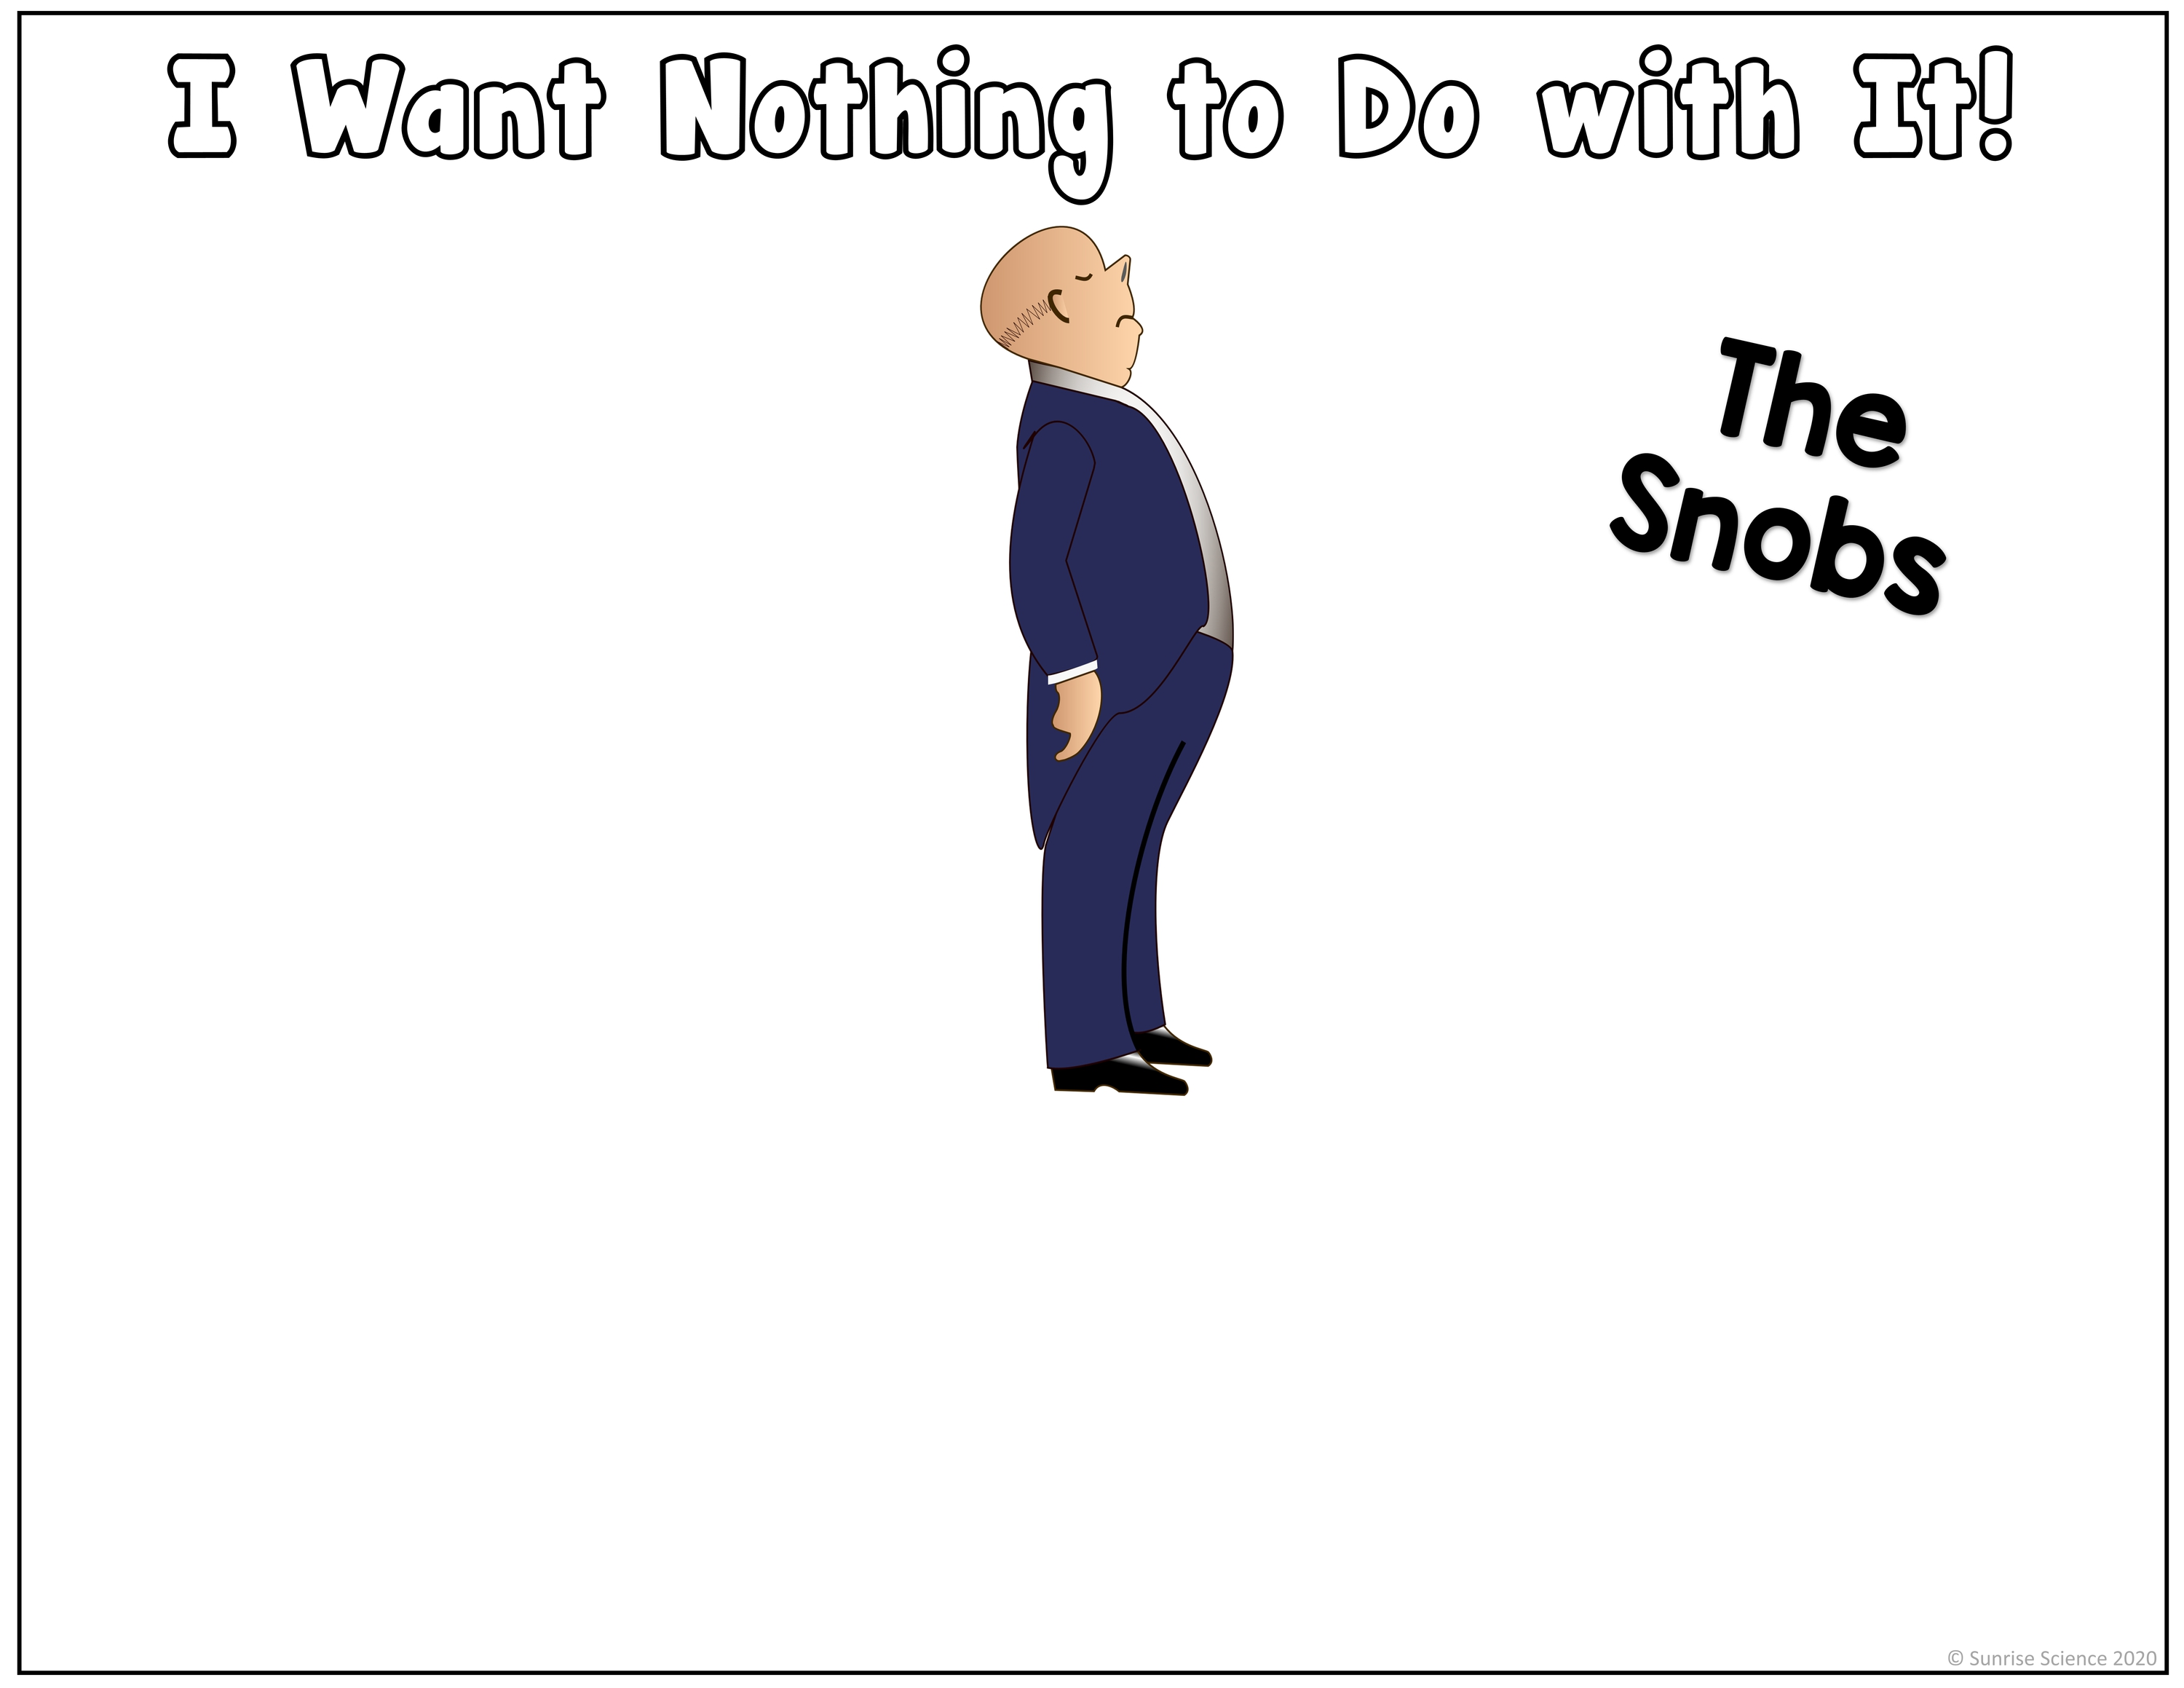 I Want Nothing to Do with It!
The
Snobs
© Sunrise Science 2020